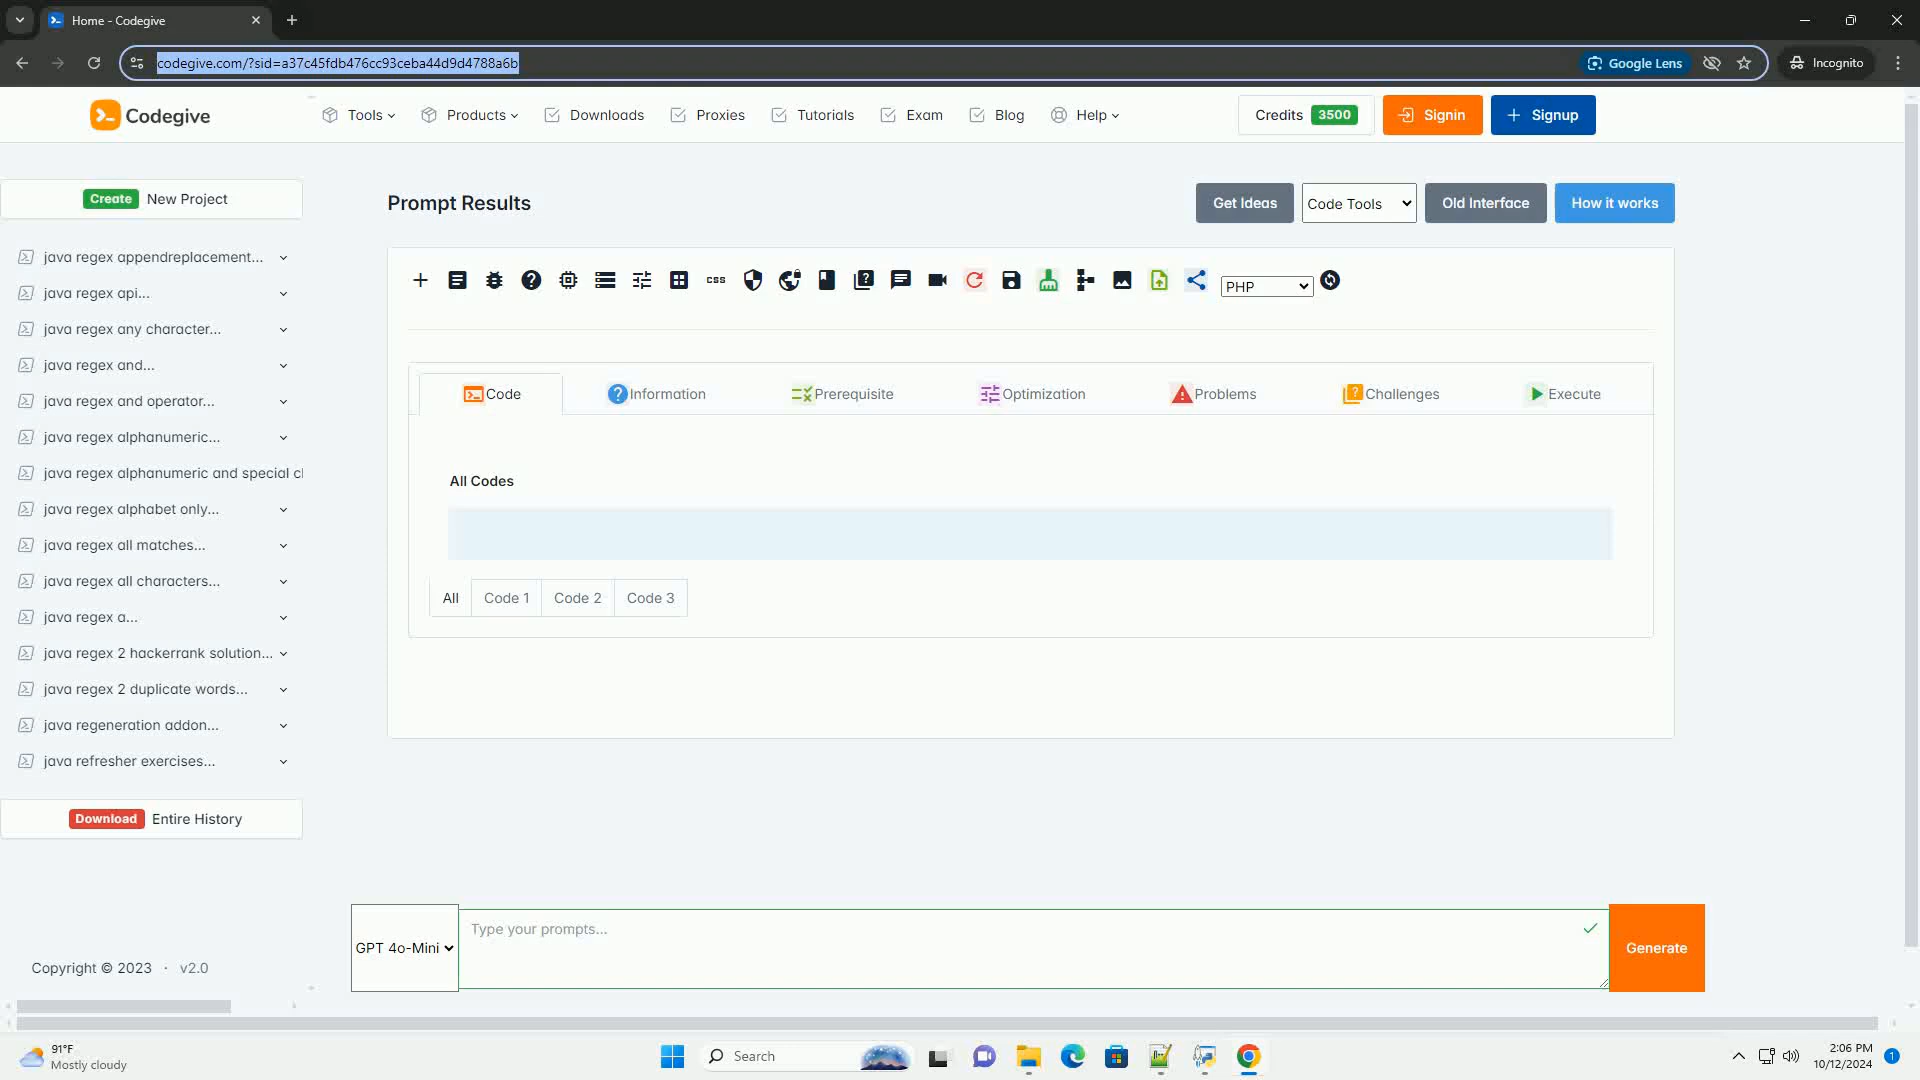 Home - Codegive
codegive.com/?sid=a37c45fdb476cc93ceba44d9d4788a6b
Google Lens
Incognito
Codegive
Tools
Products
Downloads
Proxies
Tutorials
Exam
Blog
Help
Credits 3500
Signin
Signup
Create New Project
Prompt Results
Get Ideas
Code Tools
Old Interface
How it works
java regex appendreplacement...
java regex api...
java regex any character...
java regex and...
java regex and operator...
java regex alphanumeric...
java regex alphanumeric and special cl
java regex alphabet only...
java regex all matches...
java regex all characters...
java regex a...
java regex 2 hackerrank solution...
java regex 2 duplicate words...
java regeneration addon...
java refresher exercises...
Download Entire History
Copyright © 2023 · v2.0
css
PHP
Code
Information
Prerequisite
Optimization
Problems
Challenges
Execute
All Codes
All
Code 1
Code 2
Code 3
GPT 4o-Mini
Type your prompts...
Generate
91°F
Mostly cloudy
Search
2:06 PM
10/12/2024
1